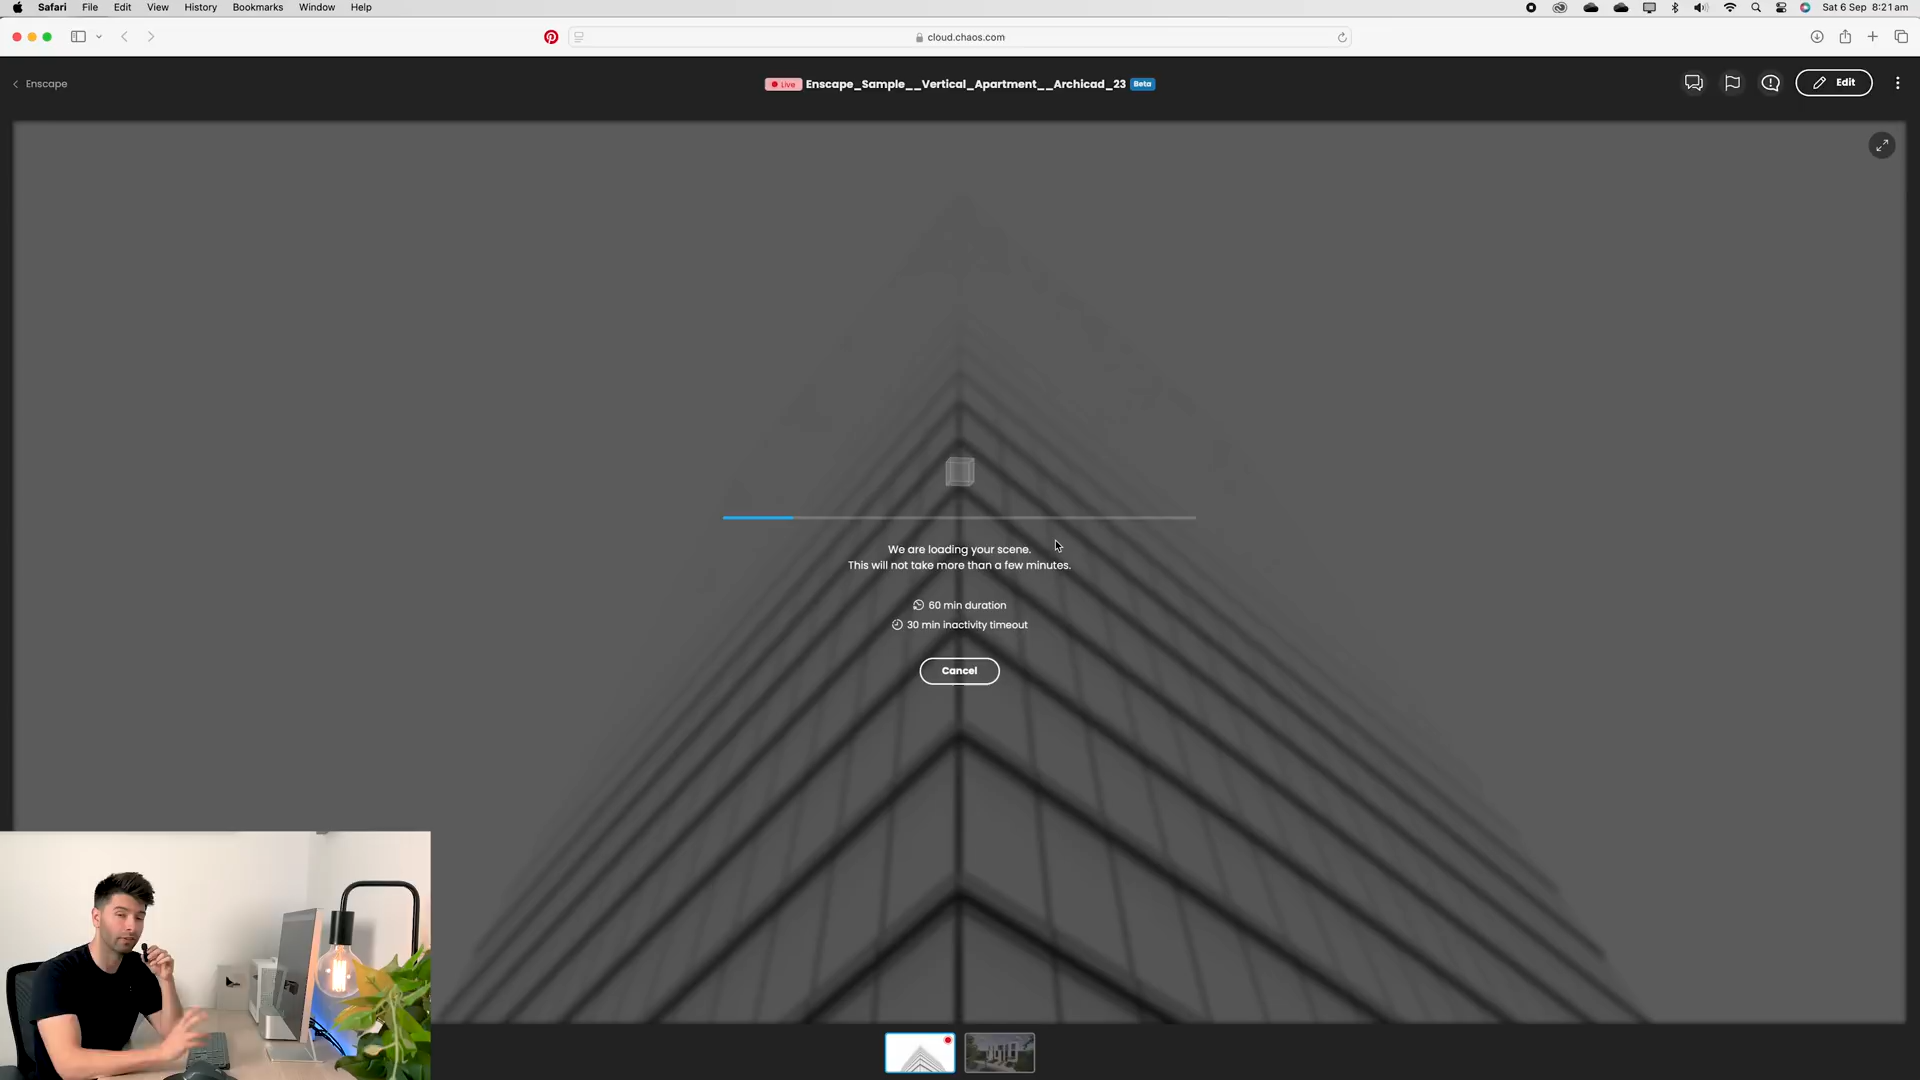 Safari File Edit View History Bookmarks Window Help Sat 6 Sep 8:21am
cloud.chaos.com
Enscape
Live Enscape_Sample__Vertical_Apartment__Archicad_23 Beta
Edit
We are loading your scene.
This will not take more than a few minutes.
60 min duration
30 min inactivity timeout
Cancel